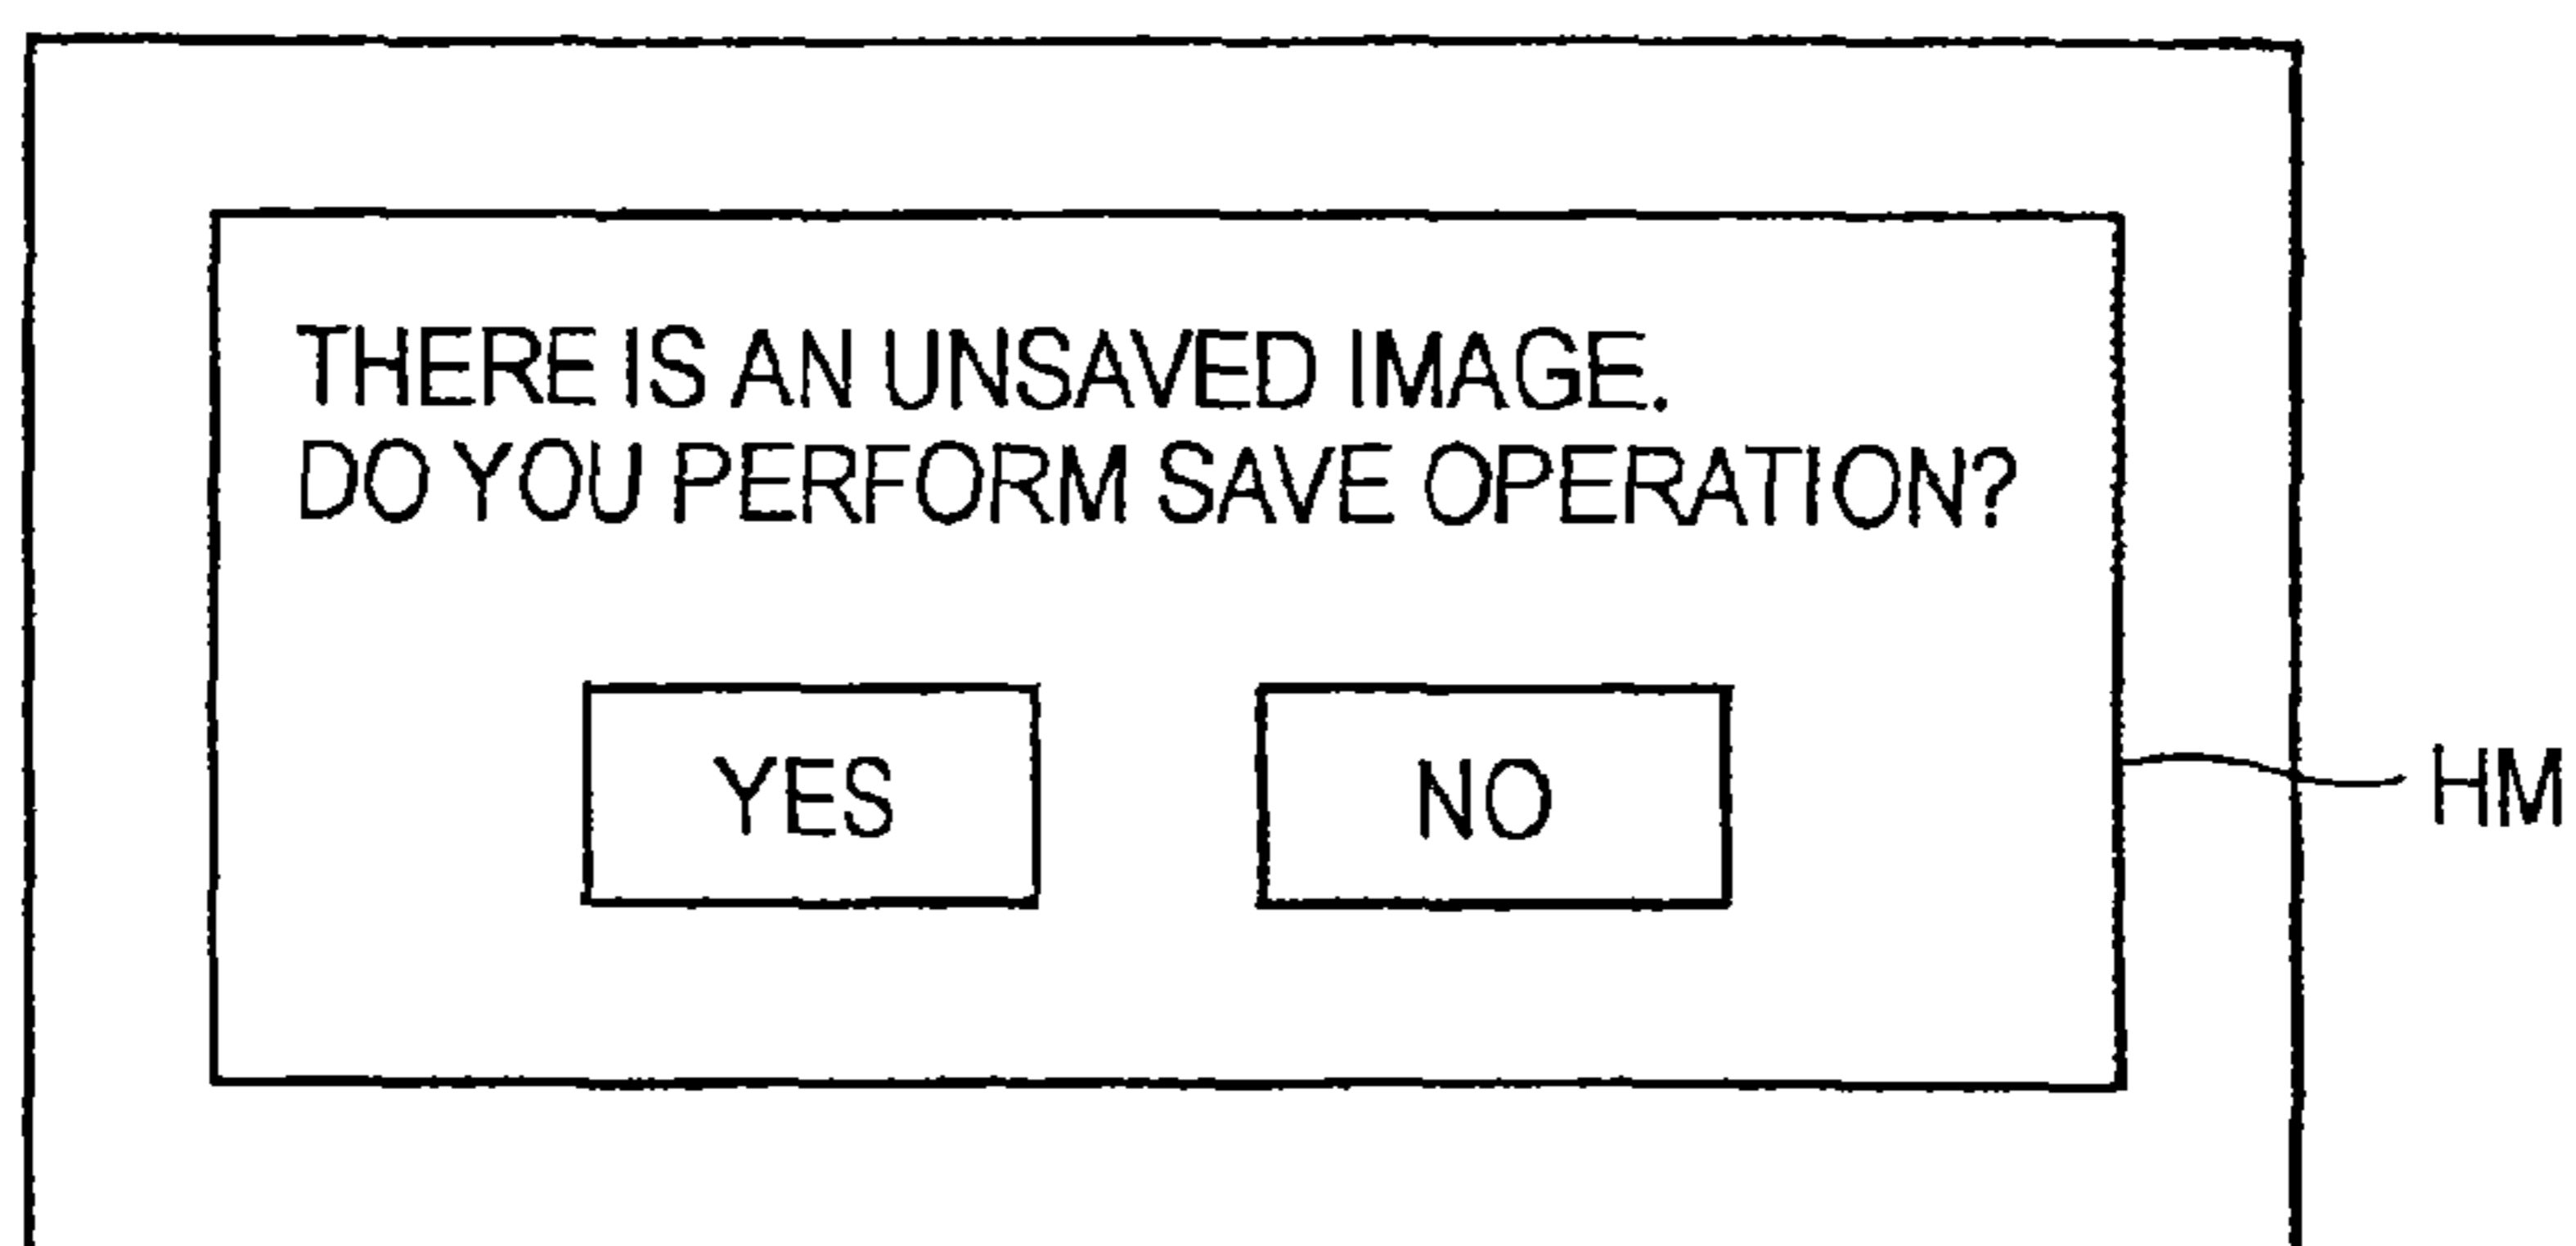 THERE IS AN UNSAVED IMAGE.
DO YOU PERFORM SAVE OPERATION?
YES NO
HM